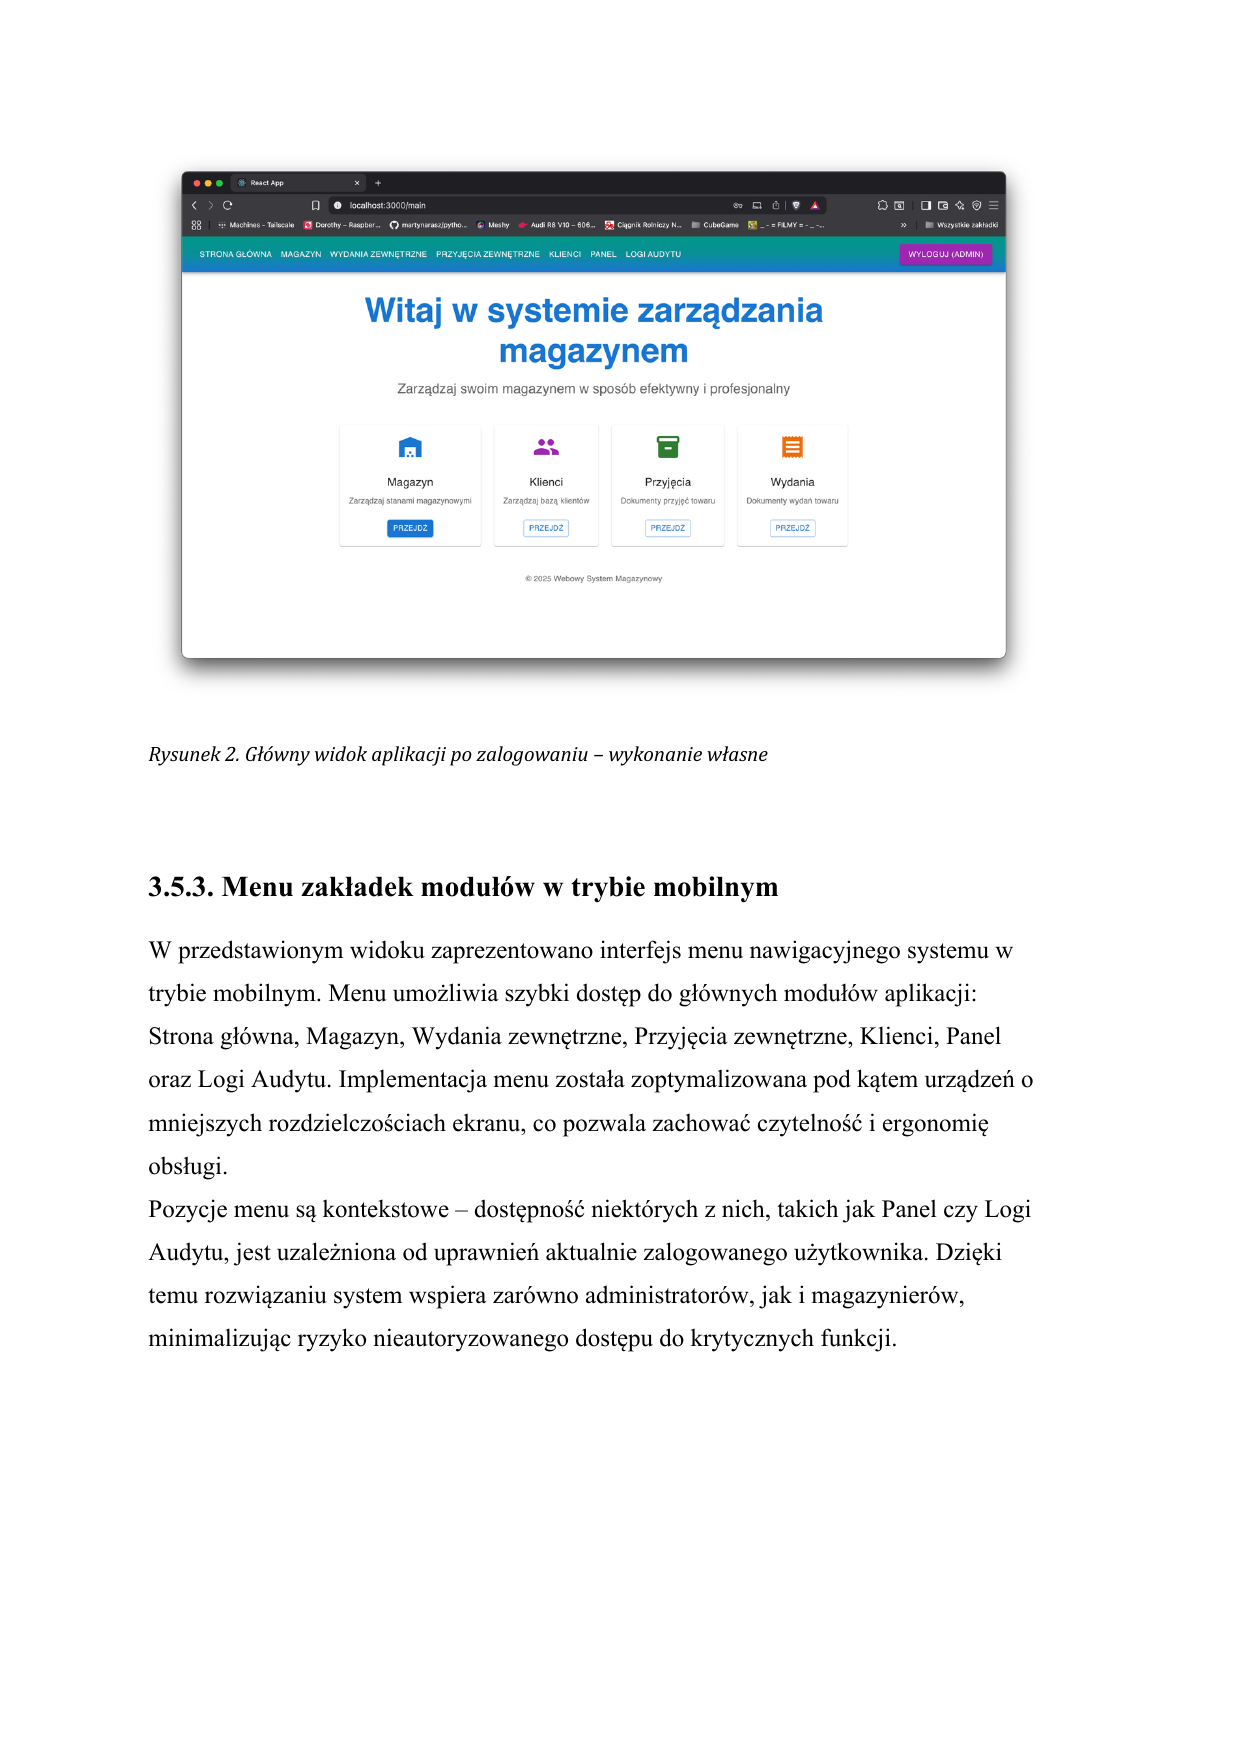 React App
localhost:3000/main
Machines – Tailscale Dorothy – Raspber... martynarasz/pytho... Meshy Audi R8 V10 – 606... Ciągnik Rolniczy N... CubeGame _ - = FILMY = - _ -... » Wszystkie zakładki
STRONA GŁÓWNA MAGAZYN WYDANIA ZEWNĘTRZNE PRZYJĘCIA ZEWNĘTRZNE KLIENCI PANEL LOGI AUDYTU WYLOGUJ (ADMIN)
Witaj w systemie zarządzania
magazynem
Zarządzaj swoim magazynem w sposób efektywny i profesjonalny
Magazyn Klienci Przyjęcia Wydania
Zarządzaj stanami magazynowymi Zarządzaj bazą klientów Dokumenty przyjęć towaru Dokumenty wydań towaru
PRZEJDŹ PRZEJDŹ PRZEJDŹ PRZEJDŹ
© 2025 Webowy System Magazynowy
Rysunek 2. Główny widok aplikacji po zalogowaniu – wykonanie własne
3.5.3. Menu zakładek modułów w trybie mobilnym
W przedstawionym widoku zaprezentowano interfejs menu nawigacyjnego systemu w
trybie mobilnym. Menu umożliwia szybki dostęp do głównych modułów aplikacji:
Strona główna, Magazyn, Wydania zewnętrzne, Przyjęcia zewnętrzne, Klienci, Panel
oraz Logi Audytu. Implementacja menu została zoptymalizowana pod kątem urządzeń o
mniejszych rozdzielczościach ekranu, co pozwala zachować czytelność i ergonomię
obsługi.
Pozycje menu są kontekstowe – dostępność niektórych z nich, takich jak Panel czy Logi
Audytu, jest uzależniona od uprawnień aktualnie zalogowanego użytkownika. Dzięki
temu rozwiązaniu system wspiera zarówno administratorów, jak i magazynierów,
minimalizując ryzyko nieautoryzowanego dostępu do krytycznych funkcji.